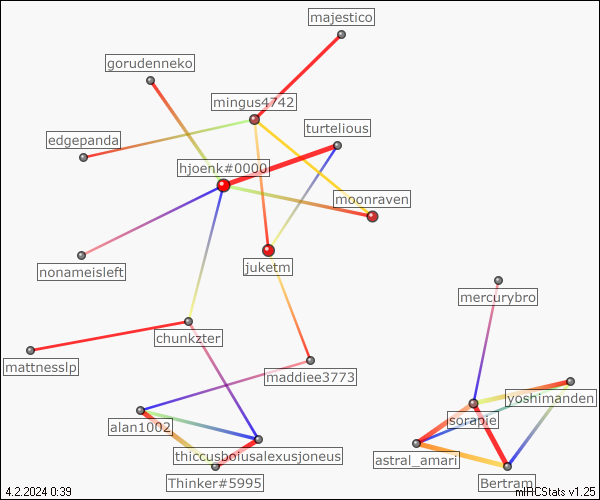 majestico
gorudenneko
mingus4742
turtelious
edgepanda
hjoenk#0000
moonraven
nonameisleft
juketm
mercurybro
chunkzter
mattnesslp
maddiee3773
yoshimanden
sorapie
alan1002
thiccusboiusalexusjoneus
astral_amari
Thinker#5995
Bertram
4.2.2024 0:39
mIRCStats v1.25